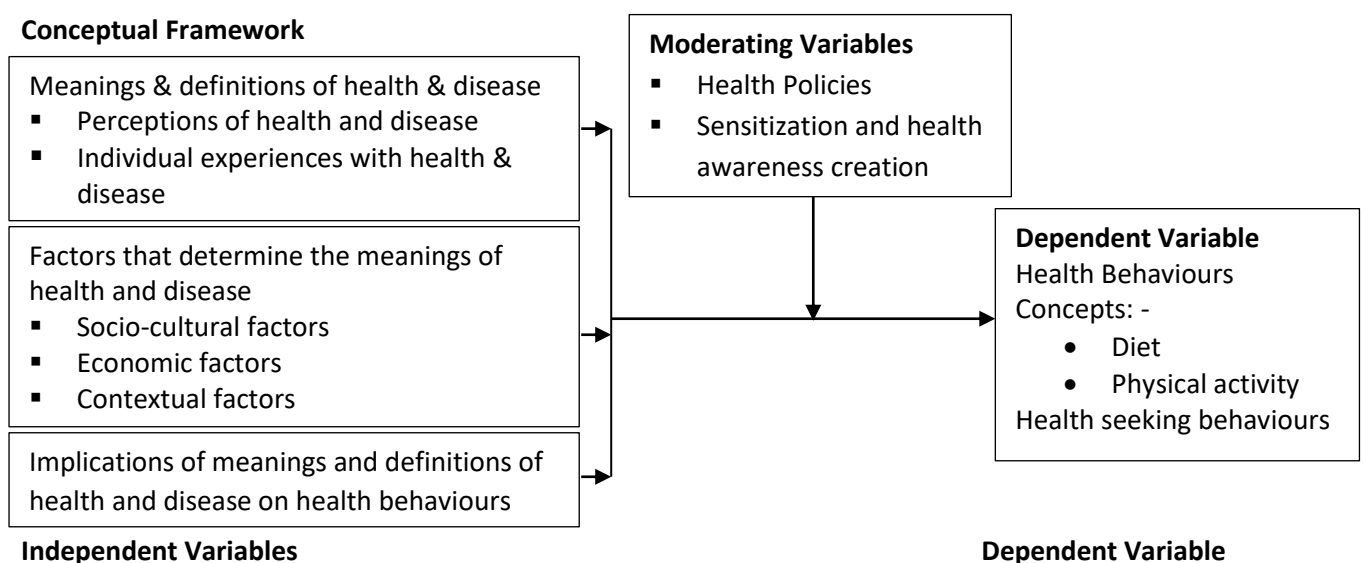 Conceptual Framework
Meanings & definitions of health & disease
▪ Perceptions of health and disease
▪ Individual experiences with health &
disease
Factors that determine the meanings of
health and disease
▪ Socio-cultural factors
▪ Economic factors
▪ Contextual factors
Implications of meanings and definitions of
health and disease on health behaviours
Independent Variables
Moderating Variables
▪ Health Policies
▪ Sensitization and health
awareness creation
Dependent Variable
Health Behaviours
Concepts: -
• Diet
• Physical activity
Health seeking behaviours
Dependent Variable